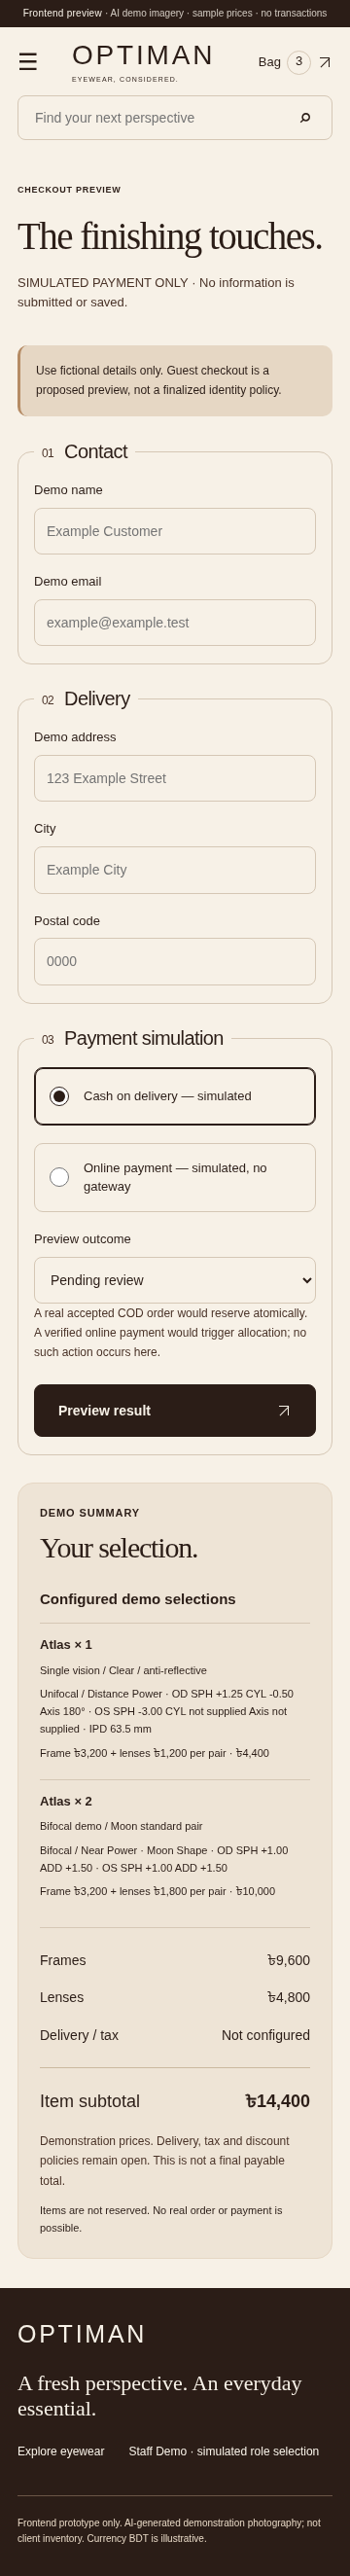 Frontend preview · AI demo imagery · sample prices · no transactions
OPTIMAN
EYEWEAR, CONSIDERED.
Bag 3
Find your next perspective
CHECKOUT PREVIEW
The finishing touches.
SIMULATED PAYMENT ONLY · No information is
submitted or saved.
Use fictional details only. Guest checkout is a
proposed preview, not a finalized identity policy.
01 Contact
Demo name
Example Customer
Demo email
example@example.test
02 Delivery
Demo address
123 Example Street
City
Example City
Postal code
0000
03 Payment simulation
Cash on delivery — simulated
Online payment — simulated, no
gateway
Preview outcome
Pending review
A real accepted COD order would reserve atomically.
A verified online payment would trigger allocation; no
such action occurs here.
Preview result
DEMO SUMMARY
Your selection.
Configured demo selections
Atlas × 1
Single vision / Clear / anti-reflective
Unifocal / Distance Power · OD SPH +1.25 CYL -0.50
Axis 180° · OS SPH -3.00 CYL not supplied Axis not
supplied · IPD 63.5 mm
Frame ৳3,200 + lenses ৳1,200 per pair · ৳4,400
Atlas × 2
Bifocal demo / Moon standard pair
Bifocal / Near Power · Moon Shape · OD SPH +1.00
ADD +1.50 · OS SPH +1.00 ADD +1.50
Frame ৳3,200 + lenses ৳1,800 per pair · ৳10,000
Frames ৳9,600
Lenses ৳4,800
Delivery / tax Not configured
Item subtotal ৳14,400
Demonstration prices. Delivery, tax and discount
policies remain open. This is not a final payable
total.
Items are not reserved. No real order or payment is
possible.
OPTIMAN
A fresh perspective. An everyday
essential.
Explore eyewear Staff Demo · simulated role selection
Frontend prototype only. AI-generated demonstration photography; not
client inventory. Currency BDT is illustrative.